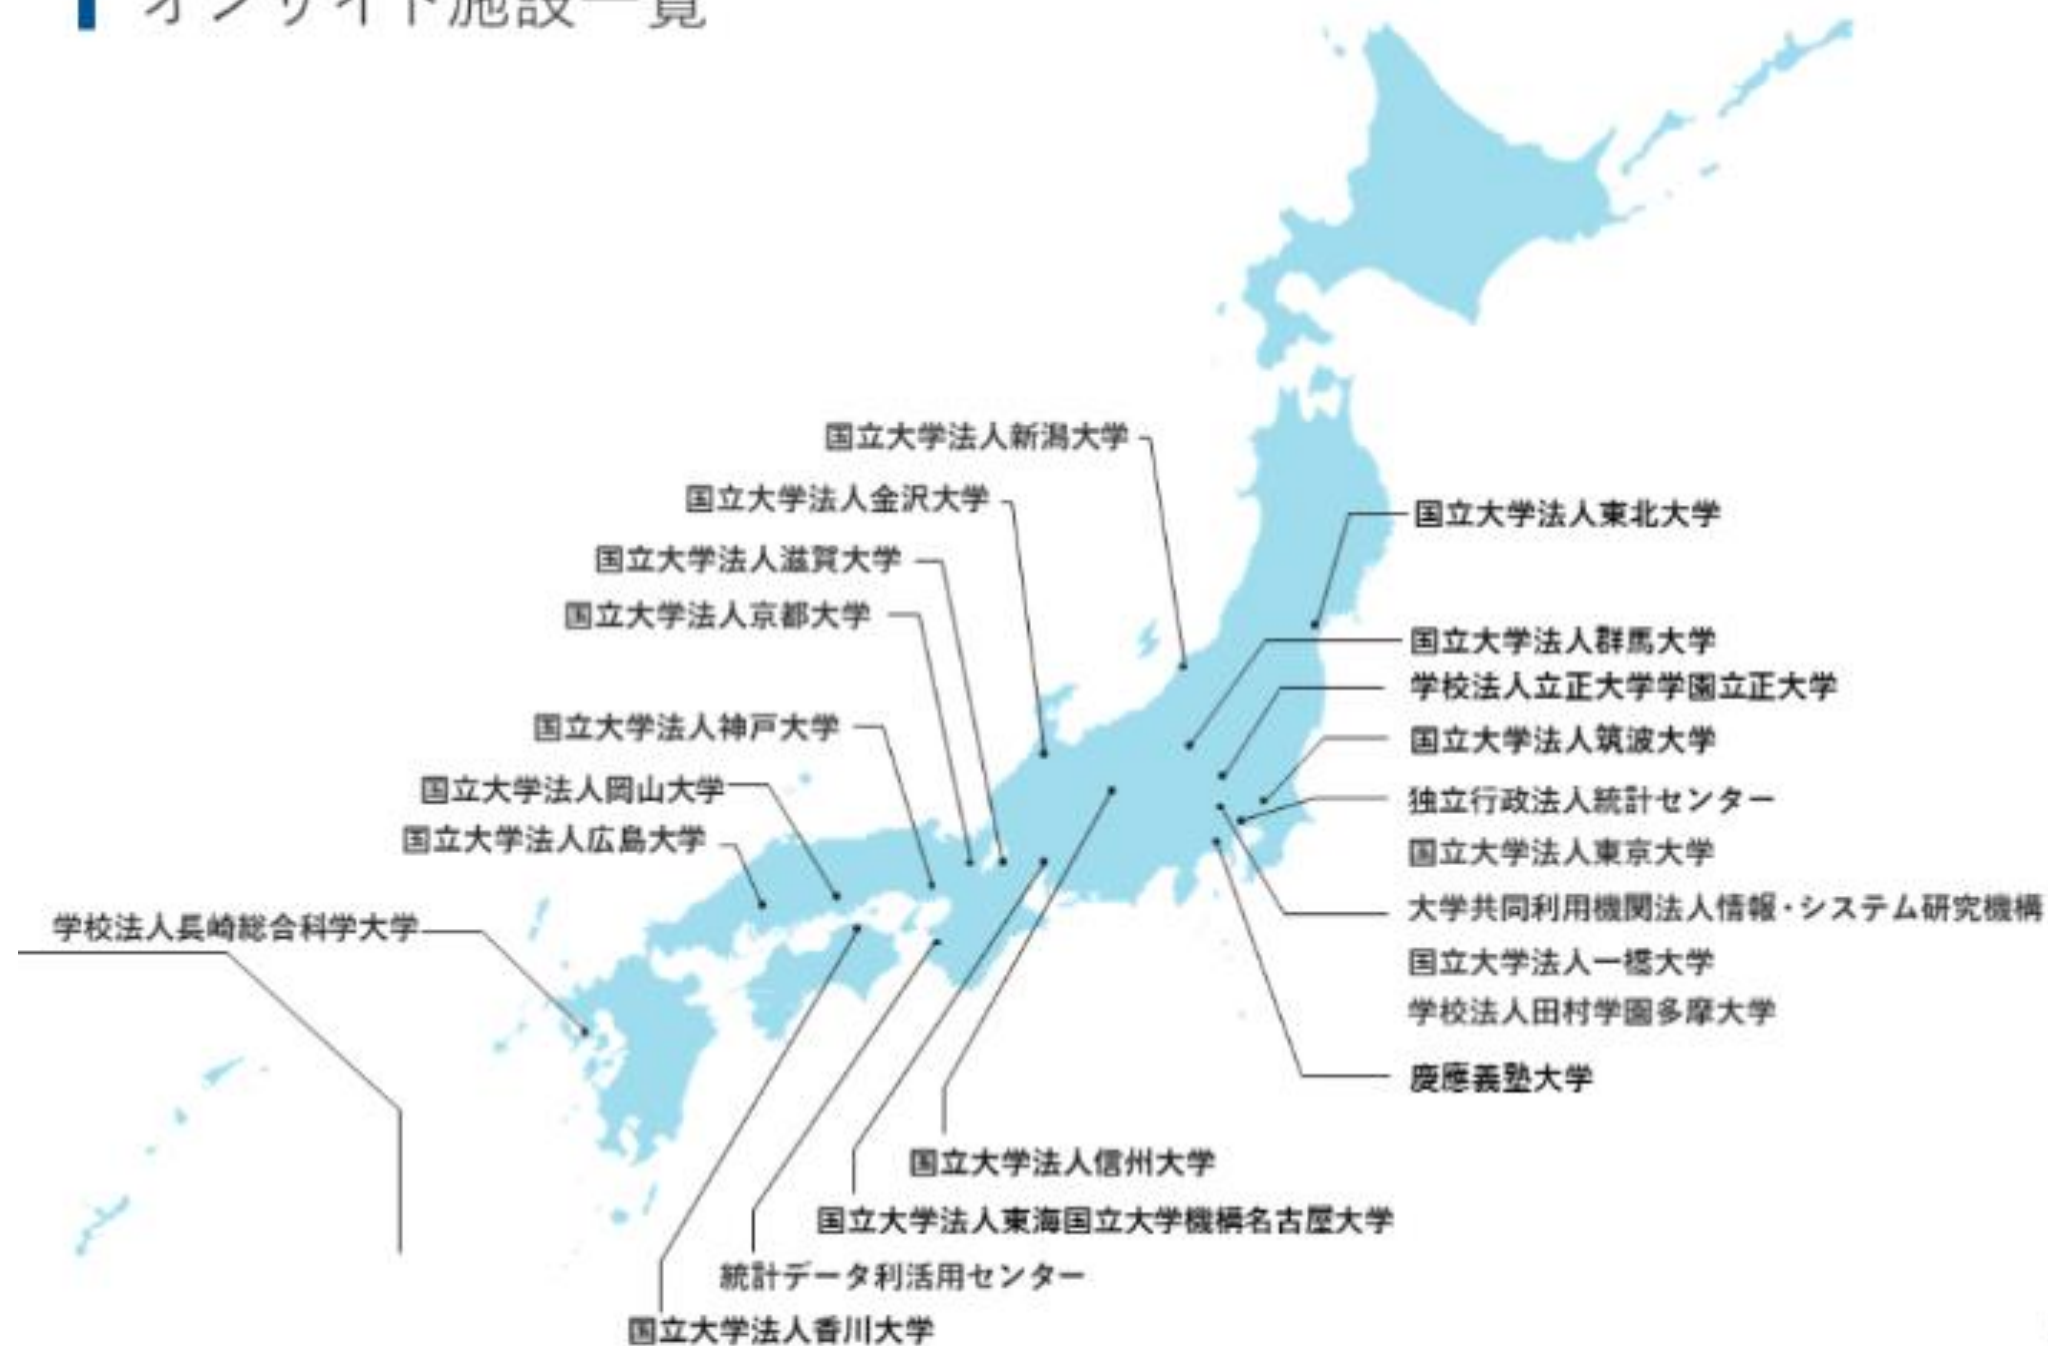 オンサイト施設一覧
国立大学法人新潟大学
国立大学法人金沢大学
国立大学法人滋賀大学
国立大学法人京都大学
国立大学法人神戸大学
国立大学法人岡山大学
国立大学法人広島大学
学校法人長崎総合科学大学
国立大学法人東北大学
国立大学法人群馬大学
学校法人立正大学学園立正大学
国立大学法人筑波大学
独立行政法人統計センター
国立大学法人東京大学
大学共同利用機関法人情報・システム研究機構
国立大学法人一橋大学
学校法人田村学園多摩大学
慶應義塾大学
国立大学法人信州大学
国立大学法人東海国立大学機構名古屋大学
統計データ利活用センター
国立大学法人香川大学